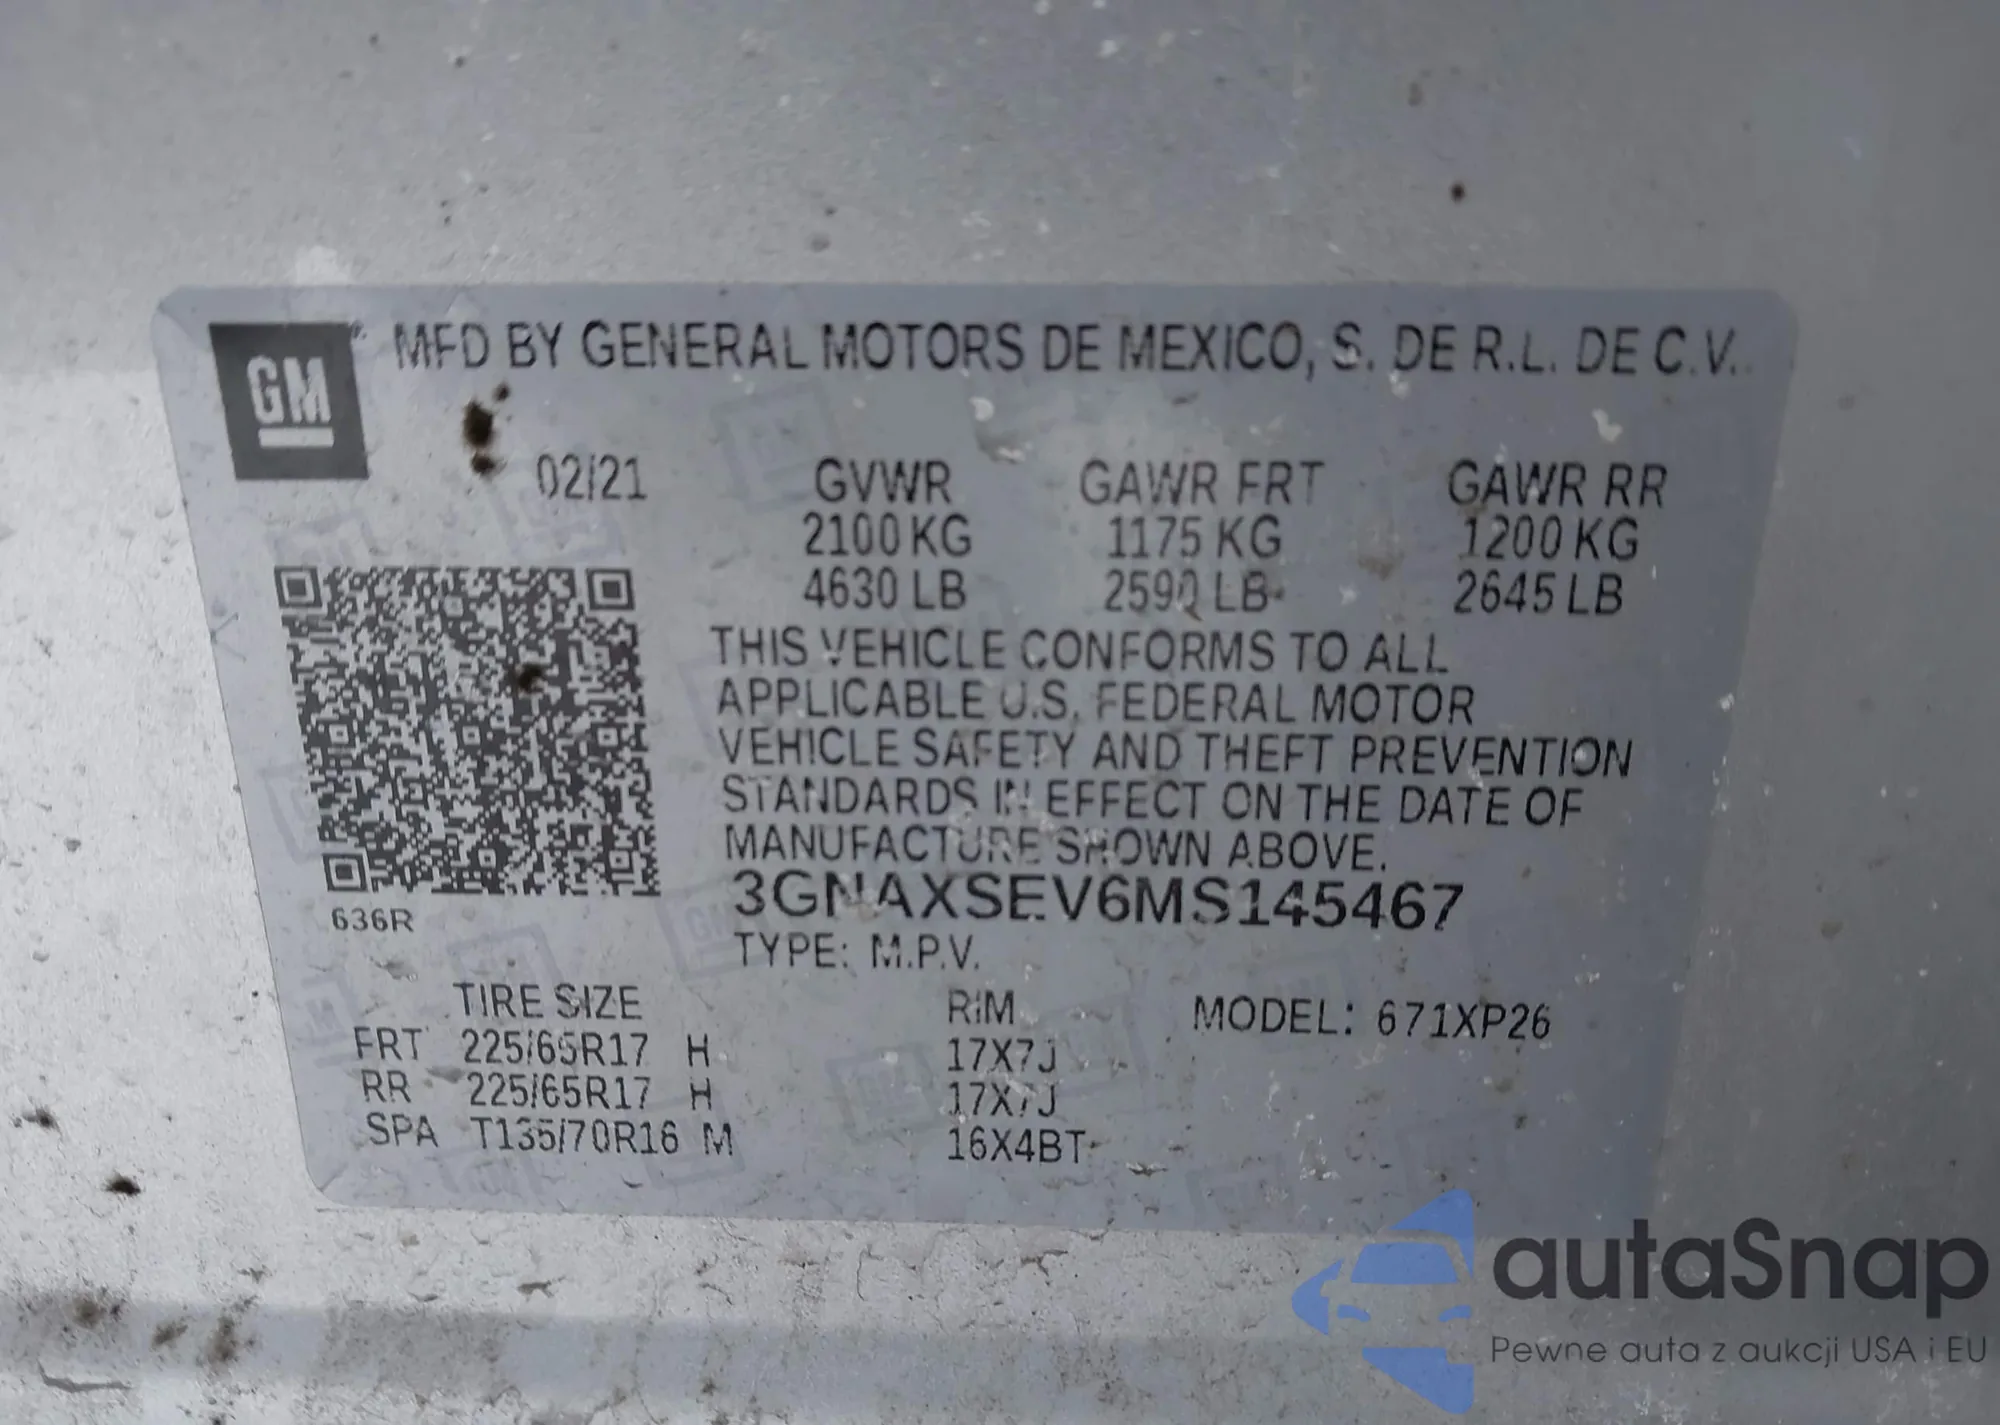 GM
MFD BY GENERAL MOTORS DE MEXICO, S. DE R.L. DE C.V.
02/21
GVWR GAWR FRT GAWR RR
2100 KG 1175 KG 1200 KG
4630 LB 2590 LB 2645 LB
THIS VEHICLE CONFORMS TO ALL
APPLICABLE U.S. FEDERAL MOTOR
VEHICLE SAFETY AND THEFT PREVENTION
STANDARDS IN EFFECT ON THE DATE OF
MANUFACTURE SHOWN ABOVE.
3GNAXSEV6MS145467
636R
TYPE: M.P.V.
TIRE SIZE RIM MODEL: 671XP26
FRT 225/65R17 H 17X7J
RR 225/65R17 H 17X7J
SPA T135/70R16 M 16X4BT
autaSnap
Pewne auta z aukcji USA i EU